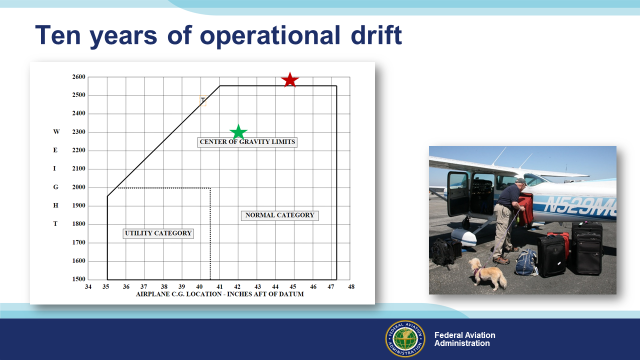 Ten years of operational drift
2600
2500
2400
2300
2200
2100
2000
1900
1800
1700
1600
1500
W
E
I
G
H
T
CENTER OF GRAVITY LIMITS
NORMAL CATEGORY
UTILITY CATEGORY
34 35 36 37 38 39 40 41 42 43 44 45 46 47 48
AIRPLANE C.G. LOCATION - INCHES AFT OF DATUM
Federal Aviation
Administration